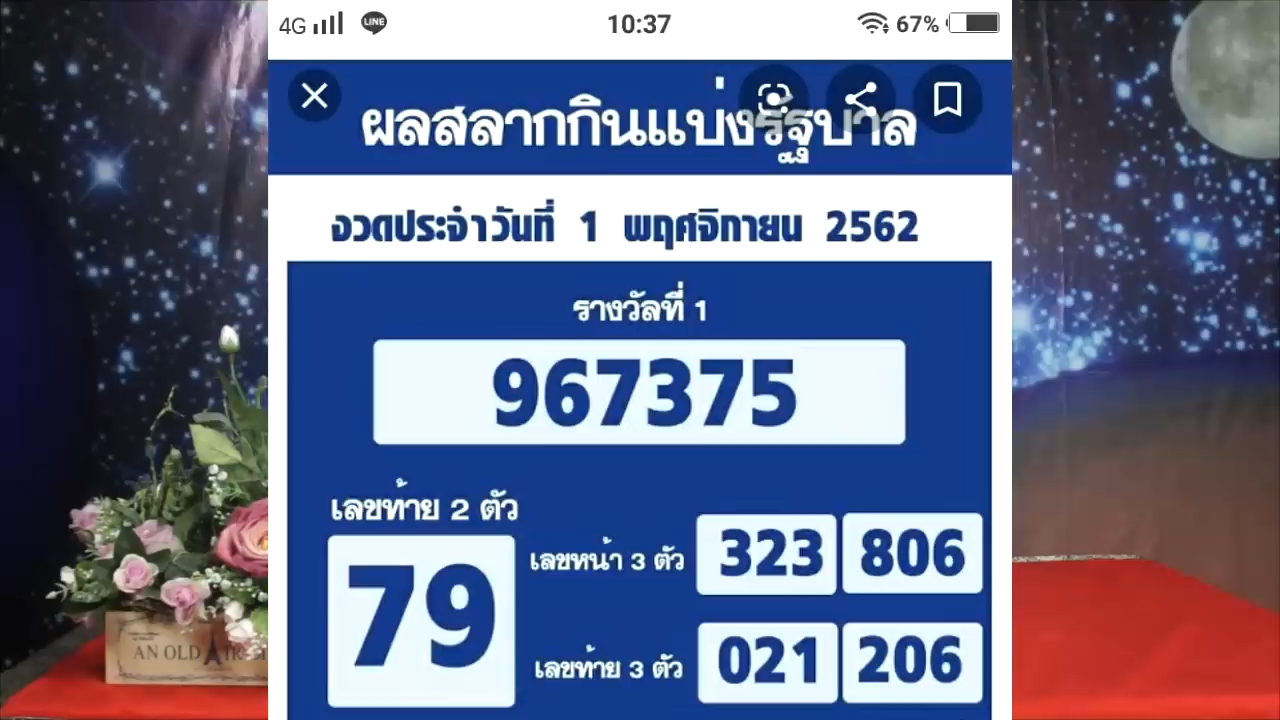 4G LINE 10:37 67%
ผลสลากกินแบ่งรัฐบาล
งวดประจำวันที่ 1 พฤศจิกายน 2562
รางวัลที่ 1
967375
เลขท้าย 2 ตัว
79
เลขหน้า 3 ตัว 323 806
เลขท้าย 3 ตัว 021 206
AN OLD